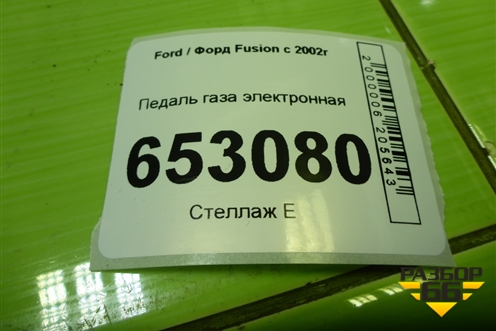 Ford / Форд Fusion с 2002г
Педаль газа электронная
653080
Стеллаж Е
2000006205643
РАЗБОР
66